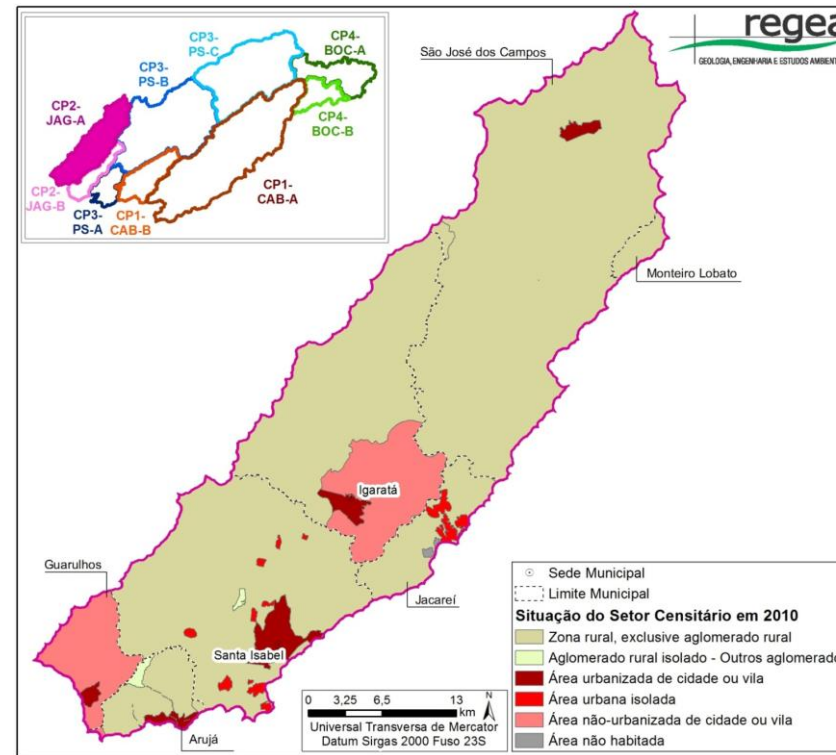 CP3-
PS-C
CP4-
BOC-A
CP3-
PS-B
CP2-
JAG-A
CP4-
BOC-B
CP1-
CAB-A
CP2-
JAG-B
CP3-
PS-A
CP1-
CAB-B
regea
GEOLOGIA, ENGENHARIA E ESTUDOS AMBIENT
São José dos Campos
Monteiro Lobato
Igaratá
Guarulhos
Jacareí
Santa Isabel
Arujá
0 3,25 6,5 13
km
N
Universal Transversa de Mercator
Datum Sirgas 2000 Fuso 23S
Sede Municipal
Limite Municipal
Situação do Setor Censitário em 2010
Zona rural, exclusive aglomerado rural
Aglomerado rural isolado - Outros aglomerado
Área urbanizada de cidade ou vila
Área urbana isolada
Área não-urbanizada de cidade ou vila
Área não habitada